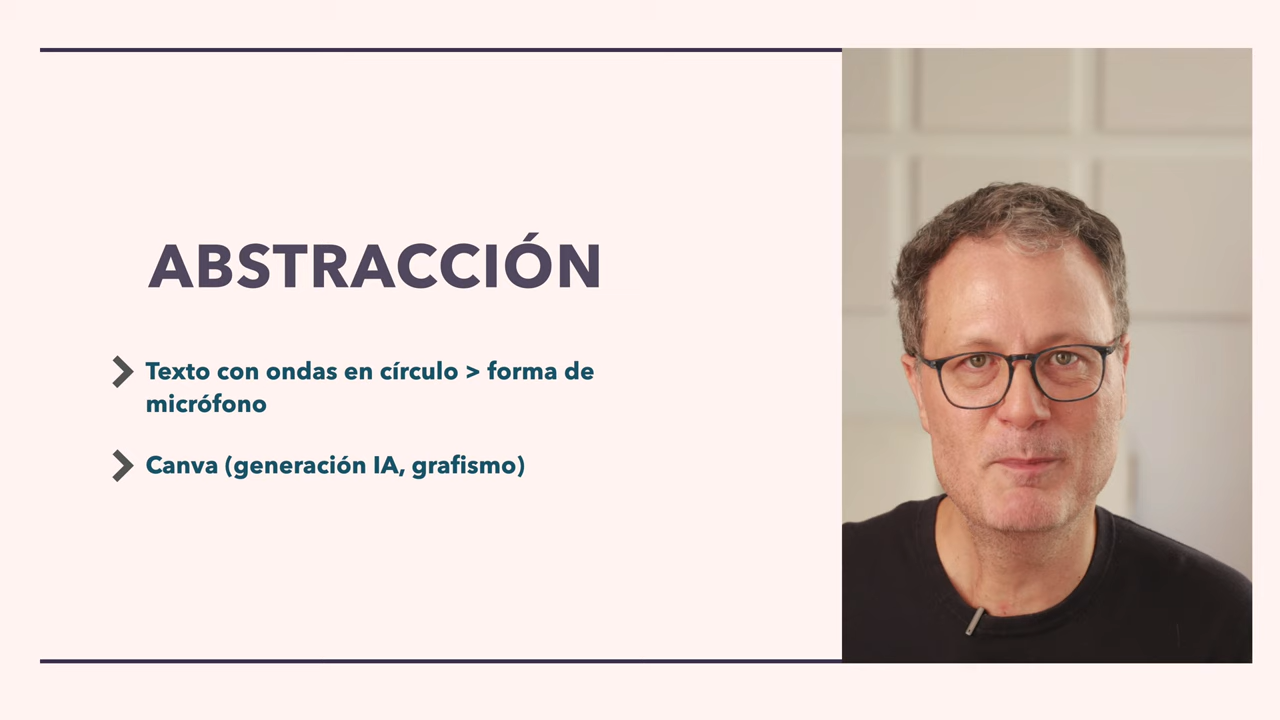 ABSTRACCIÓN
Texto con ondas en círculo > forma de
micrófono
Canva (generación IA, grafismo)